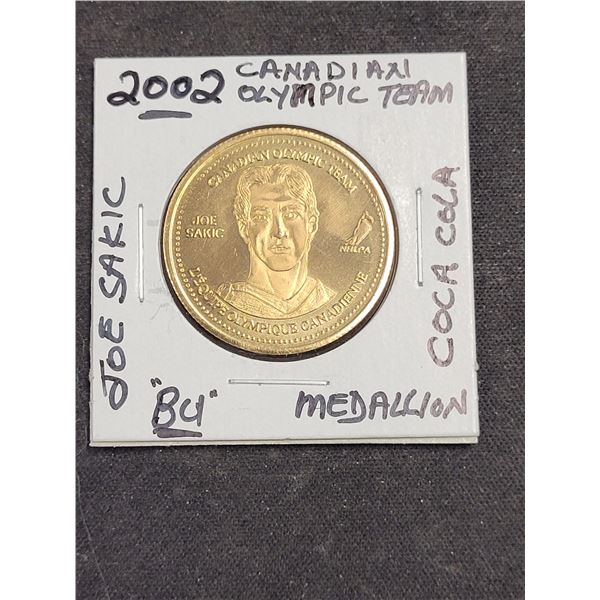 2002 CANADIAN
OLYMPIC TEAM
JOE SAKIC
COCA COLA
"BU"
MEDALLION
CANADIAN OLYMPIC TEAM
JOE
SAKIC
NHLPA
L'ÉQUIPE OLYMPIQUE CANADIENNE